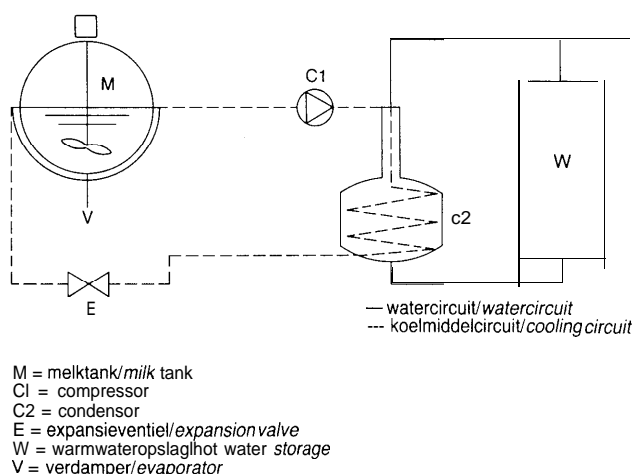 M
C1
W
c2
V
E
— watercircuit/watercircuit
--- koelmiddelcircuit/cooling circuit
M = melktank/milk tank
Cl = compressor
C2 = condensor
E = expansieventiel/expansion valve
W = warmwateropslaglhot water storage
V = verdamper/evaporator